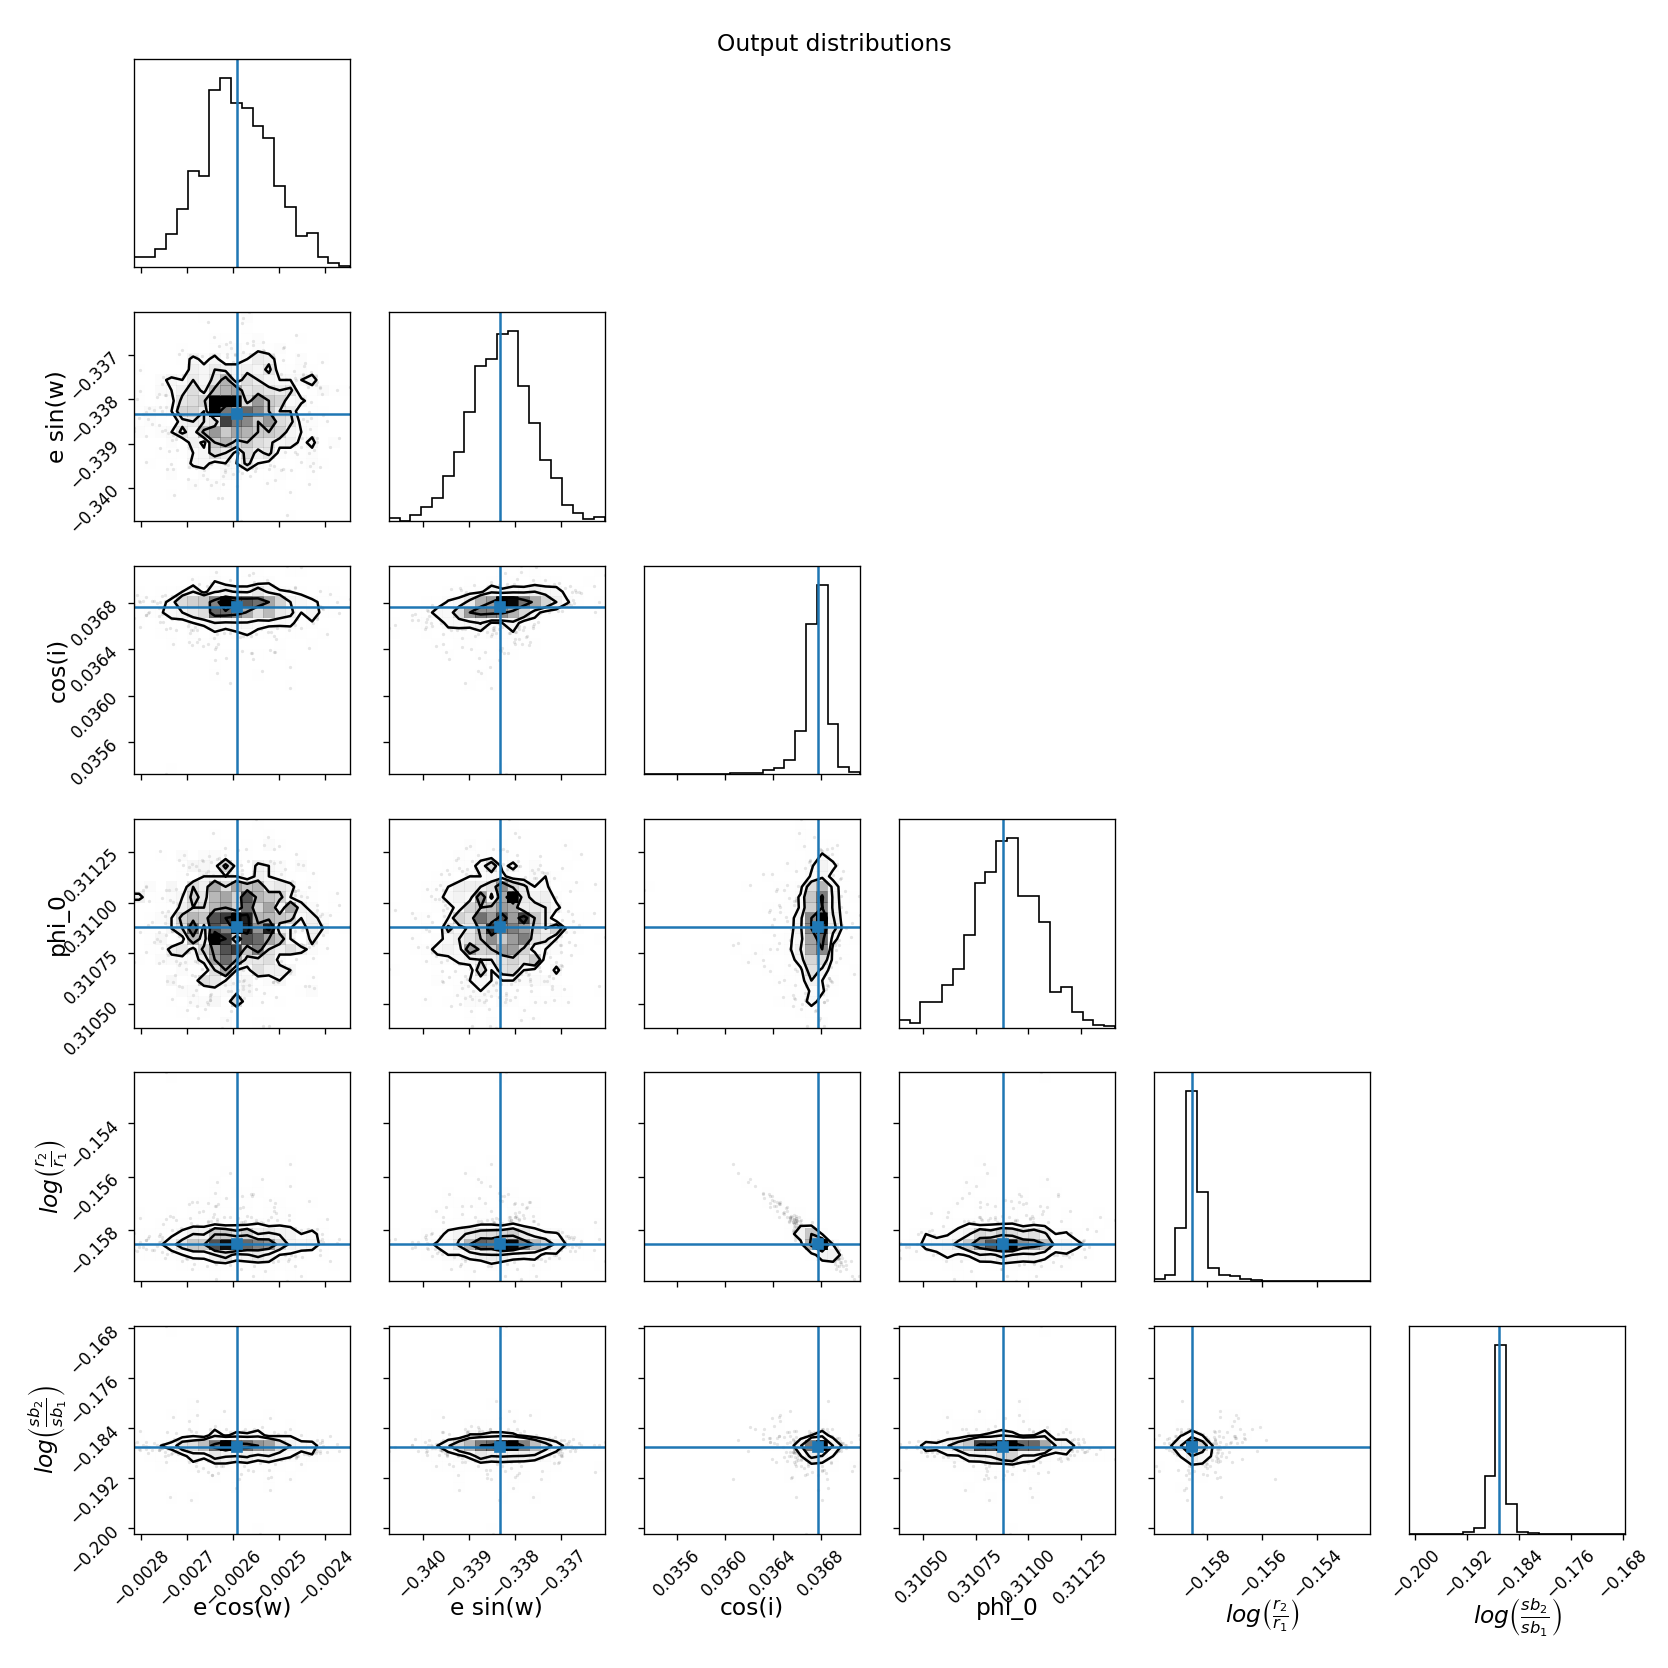 Output distributions
e sin(w)
−0.337
−0.338
−0.339
−0.340
cos(i)
0.0368
0.0364
0.0360
0.0356
phi_0
0.31125
0.31100
0.31075
0.31050
log(r2/r1)
−0.154
−0.156
−0.158
log(sb2/sb1)
−0.168
−0.176
−0.184
−0.192
−0.200
−0.0028 −0.0027 −0.0026 −0.0025 −0.0024
−0.340 −0.339 −0.338 −0.337
0.0356 0.0360 0.0364 0.0368
0.31050 0.31075 0.31100 0.31125
−0.158 −0.156 −0.154
−0.200 −0.192 −0.184 −0.176 −0.168
e cos(w) e sin(w) cos(i) phi_0 log(r2/r1) log(sb2/sb1)